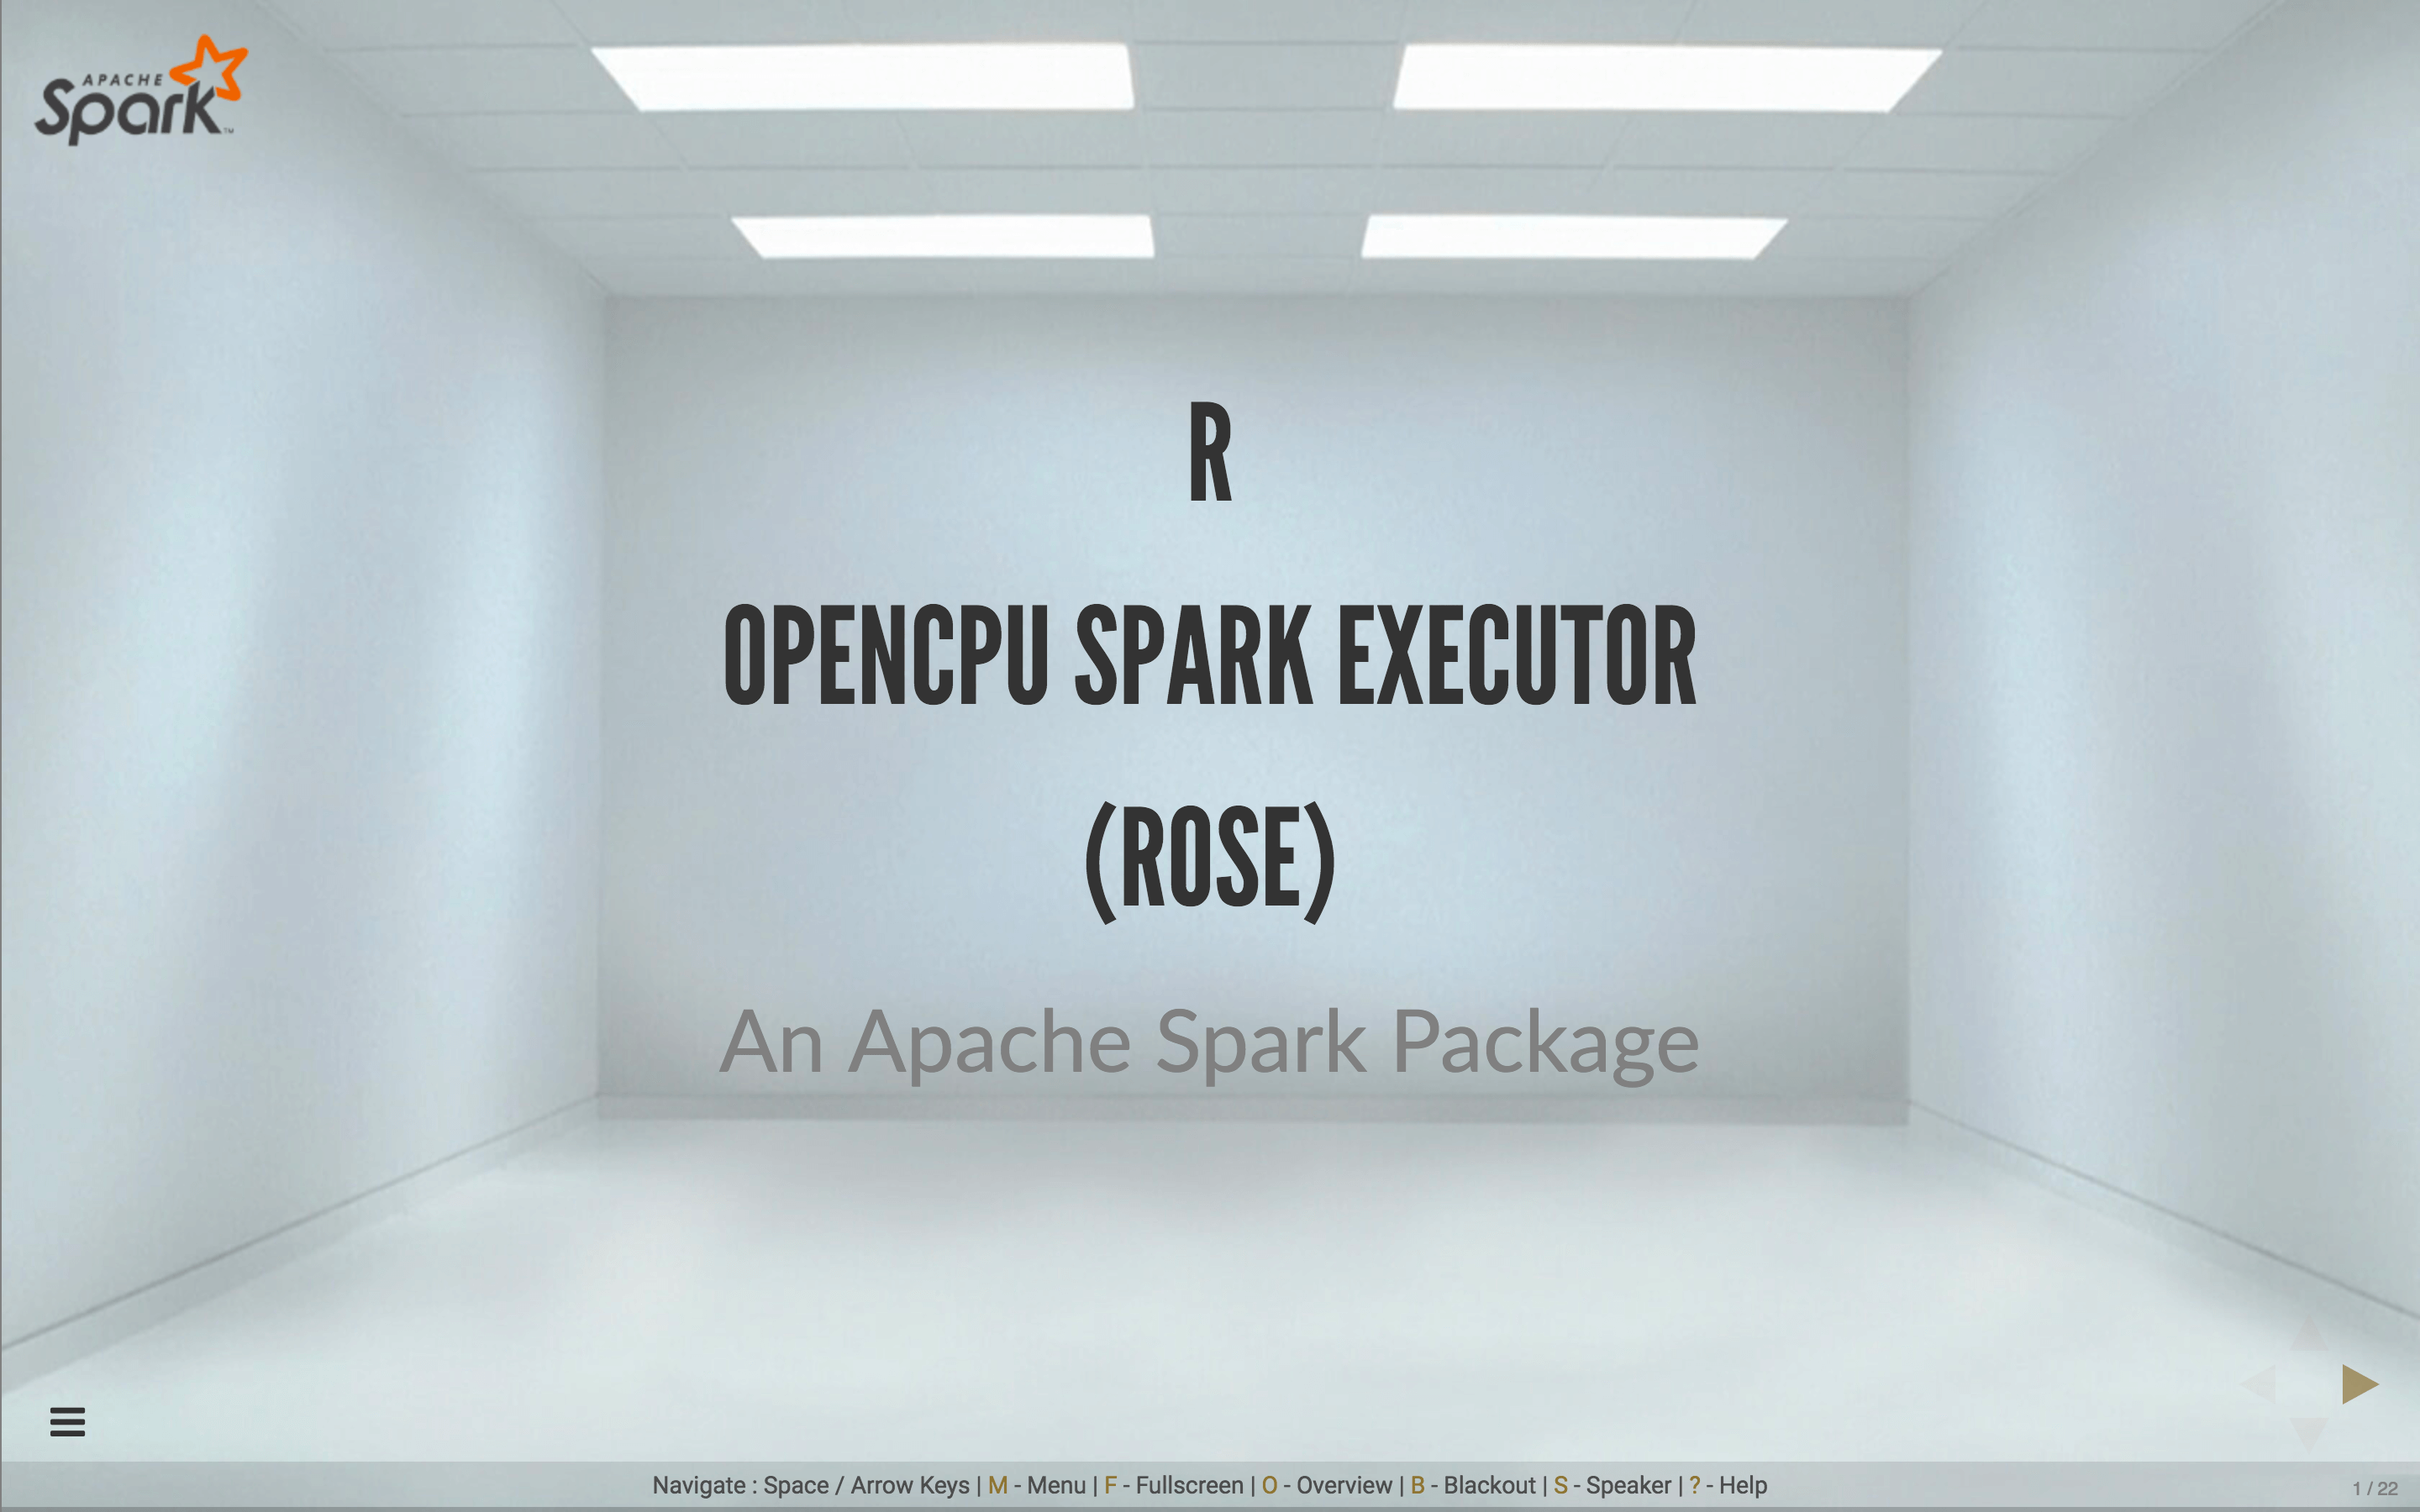 APACHE
Spark™
R
OPENCPU SPARK EXECUTOR
(ROSE)
An Apache Spark Package
Navigate : Space / Arrow Keys | M - Menu | F - Fullscreen | O - Overview | B - Blackout | S - Speaker | ? - Help
1 / 22